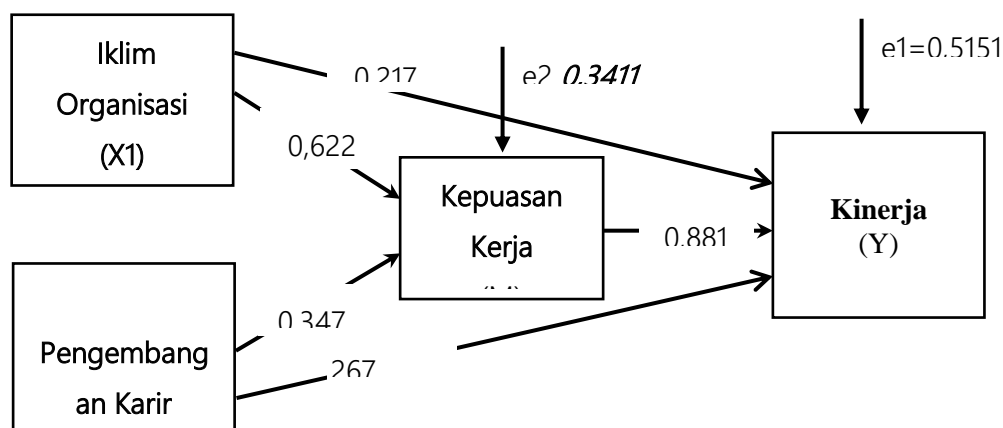 Iklim
Organisasi
(X1)
0,217
e2 0.3411
e1=0.5151
0,622
Kepuasan
Kerja
Kinerja
(Y)
0.881
0.347
Pengembang
an Karir
267